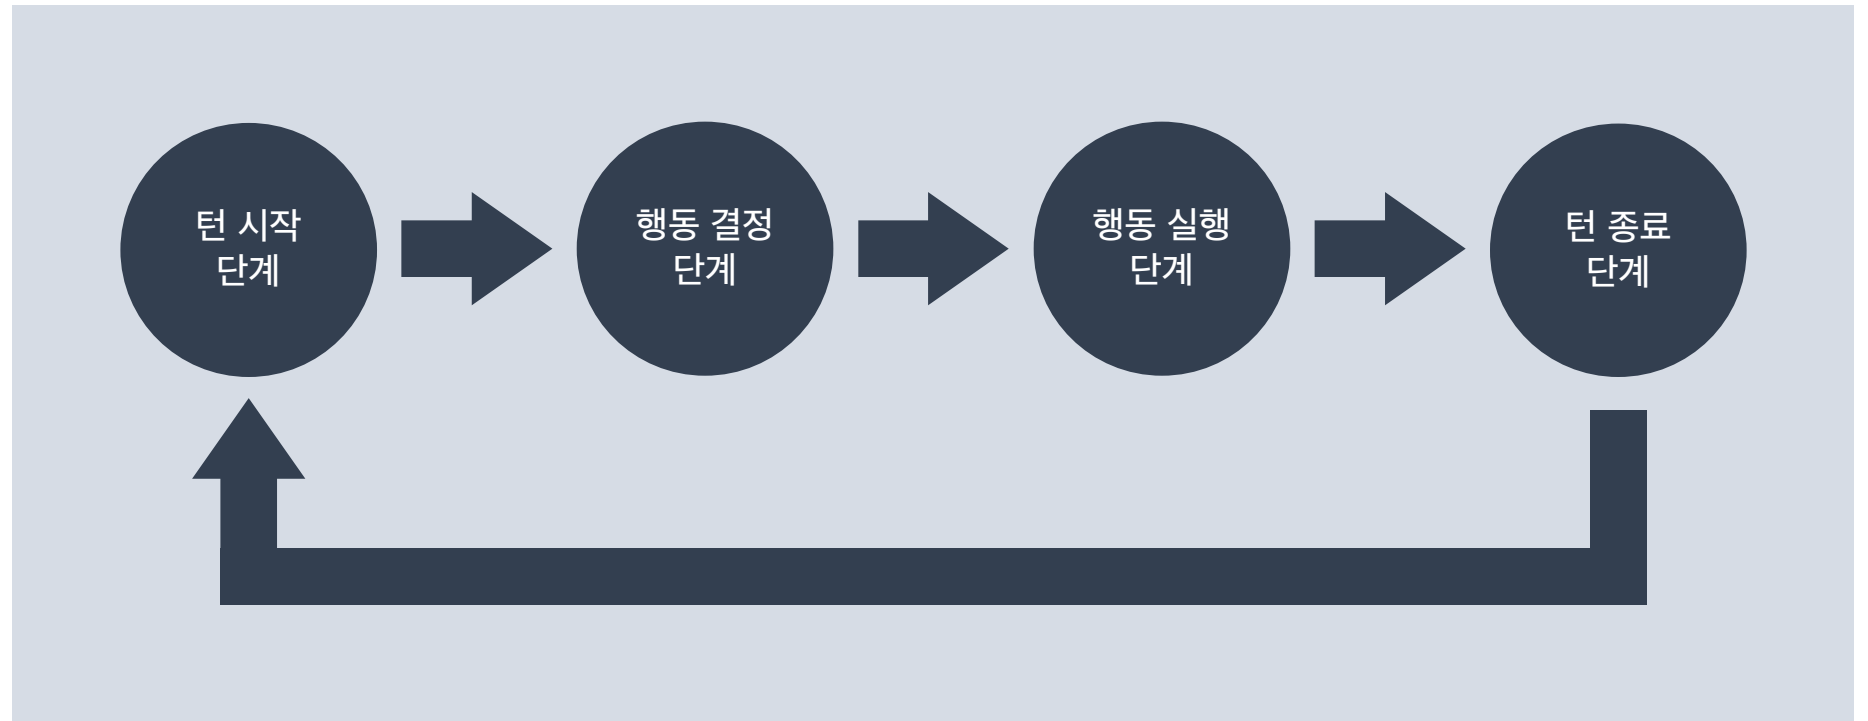 턴 시작
단계
행동 결정
단계
행동 실행
단계
턴 종료
단계